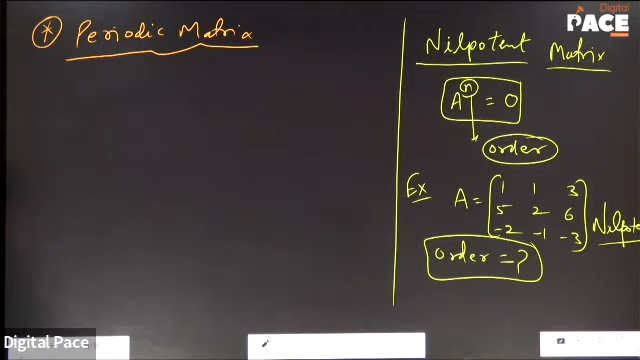 * Periodic Matrix
Digital
PACE
Nilpotent Matrix
Aⁿ = 0
order
Ex A = [1 1 3
5 2 6
-2 -1 -3] Nilpote
order = ?
Digital Pace